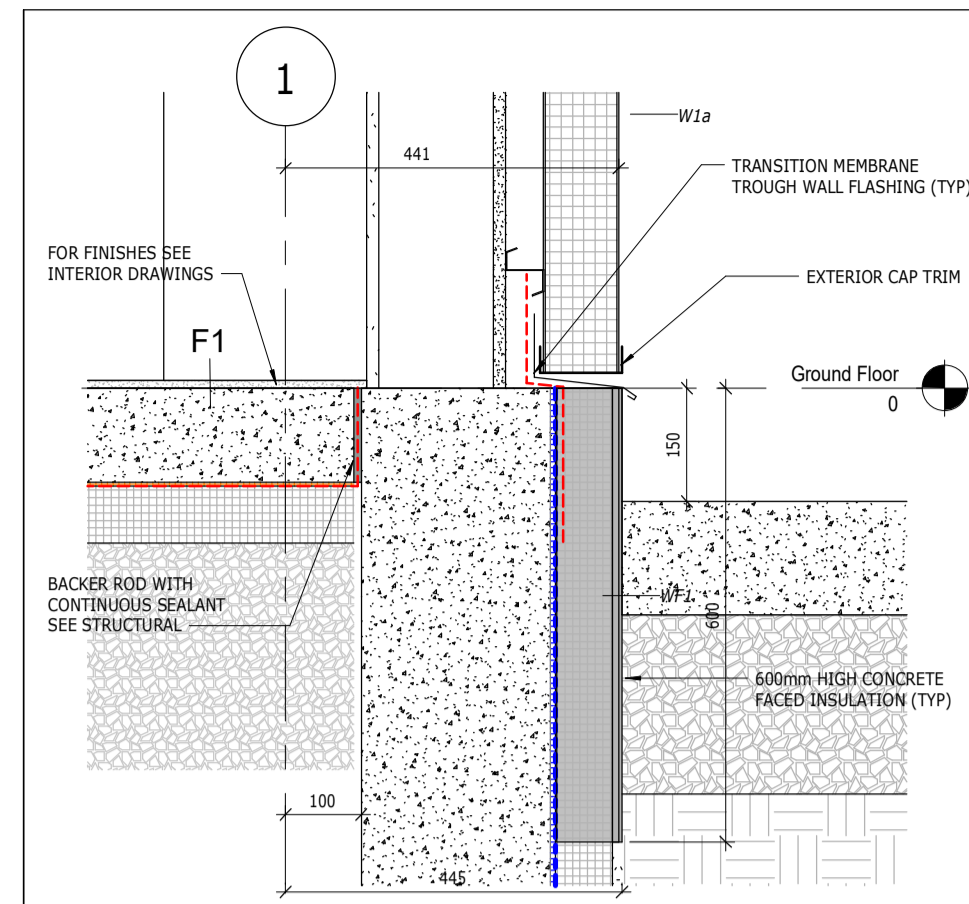 1
W1a
441
TRANSITION MEMBRANE
TROUGH WALL FLASHING (TYP)
FOR FINISHES SEE
INTERIOR DRAWINGS
EXTERIOR CAP TRIM
F1
Ground Floor
0
150
BACKER ROD WITH
CONTINUOUS SEALANT
SEE STRUCTURAL
WF1
600
600mm HIGH CONCRETE
FACED INSULATION (TYP)
100
445